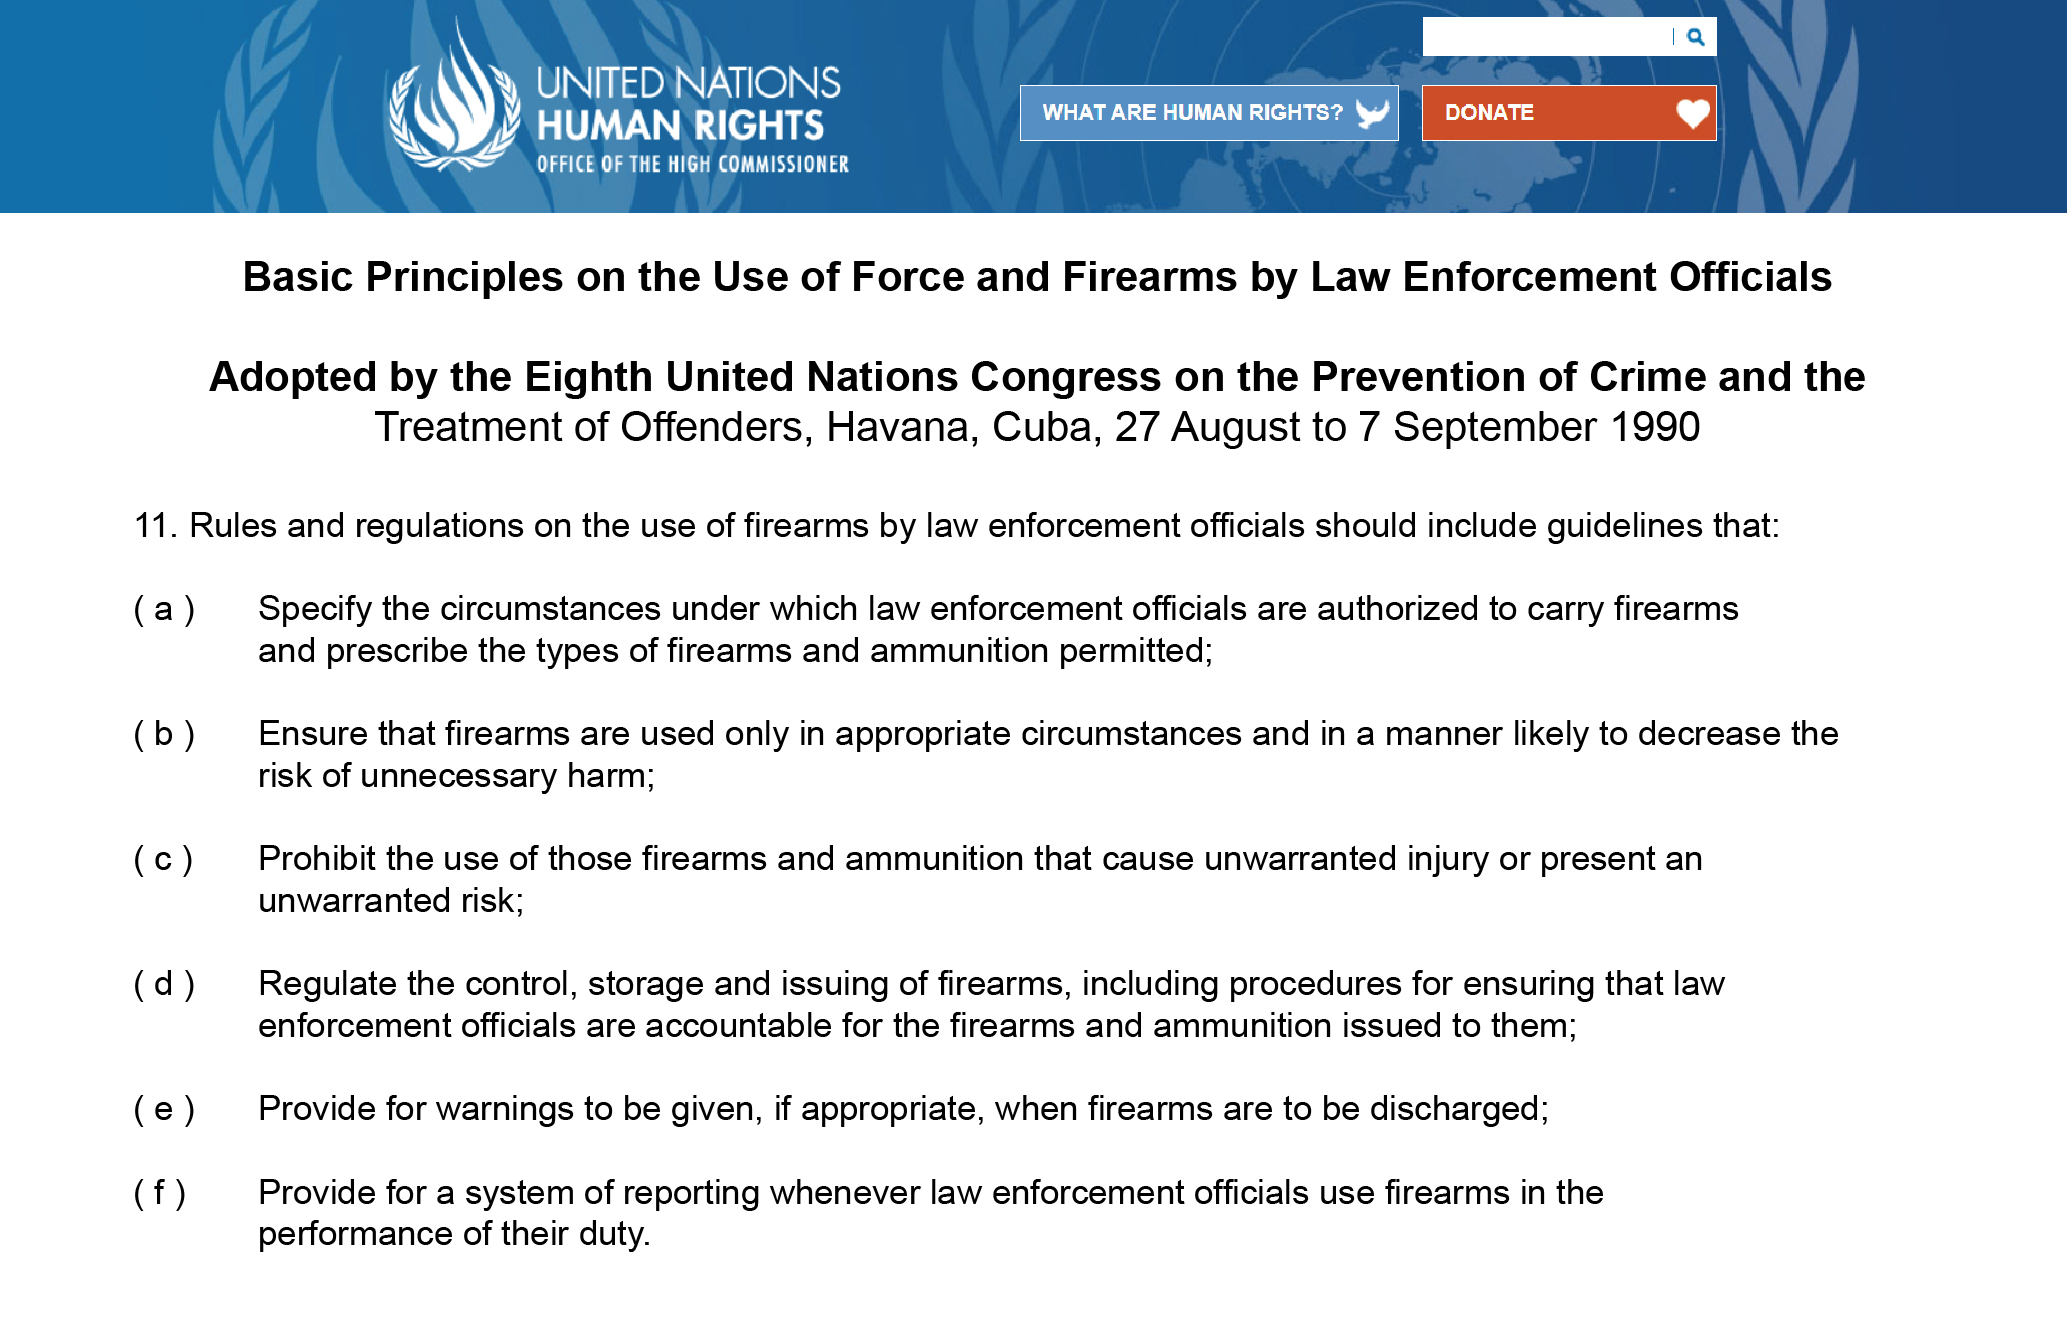 UNITED NATIONS
HUMAN RIGHTS
OFFICE OF THE HIGH COMMISSIONER
WHAT ARE HUMAN RIGHTS?
DONATE
Basic Principles on the Use of Force and Firearms by Law Enforcement Officials
Adopted by the Eighth United Nations Congress on the Prevention of Crime and the
Treatment of Offenders, Havana, Cuba, 27 August to 7 September 1990
11. Rules and regulations on the use of firearms by law enforcement officials should include guidelines that:
( a ) Specify the circumstances under which law enforcement officials are authorized to carry firearms
and prescribe the types of firearms and ammunition permitted;
( b ) Ensure that firearms are used only in appropriate circumstances and in a manner likely to decrease the
risk of unnecessary harm;
( c ) Prohibit the use of those firearms and ammunition that cause unwarranted injury or present an
unwarranted risk;
( d ) Regulate the control, storage and issuing of firearms, including procedures for ensuring that law
enforcement officials are accountable for the firearms and ammunition issued to them;
( e ) Provide for warnings to be given, if appropriate, when firearms are to be discharged;
( f ) Provide for a system of reporting whenever law enforcement officials use firearms in the
performance of their duty.